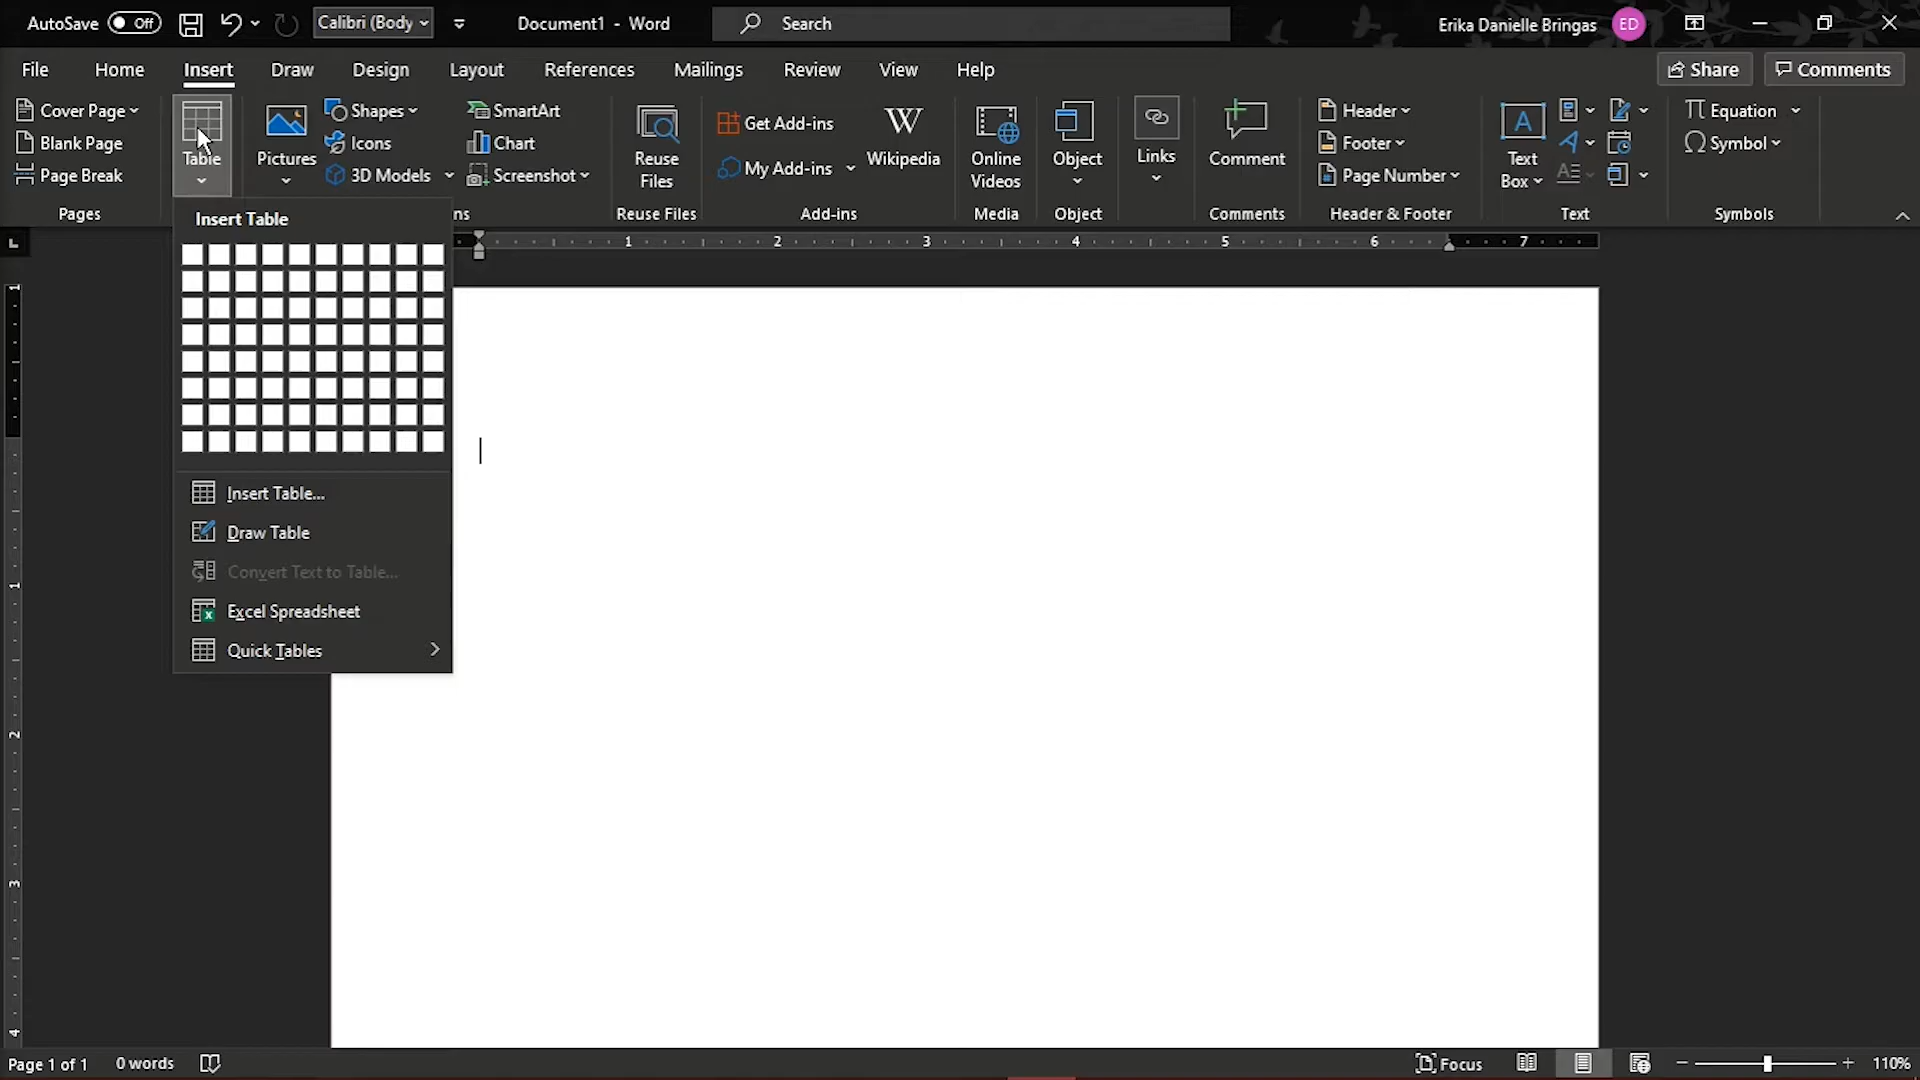 AutoSave Off Calibri (Body Document1 - Word Search Erika Danielle Bringas ED
File Home Insert Draw Design Layout References Mailings Review View Help Share Comments
Cover Page
Blank Page
Page Break
Pages
Table
Pictures
Shapes
Icons
3D Models
SmartArt
Chart
Screenshot
ns
Reuse
Files
Reuse Files
Get Add-ins
My Add-ins
Add-ins
W
Wikipedia
Online
Videos
Media
Object
Object
Links
Comment
Comments
Header
Footer
Page Number
Header & Footer
A
Text
Box
Text
Equation
Symbol
Symbols
1 2 3 4 5 6 7
Insert Table
Insert Table...
Draw Table
Convert Text to Table...
Excel Spreadsheet
Quick Tables
1
1
2
3
4
Page 1 of 1 0 words Focus 110%